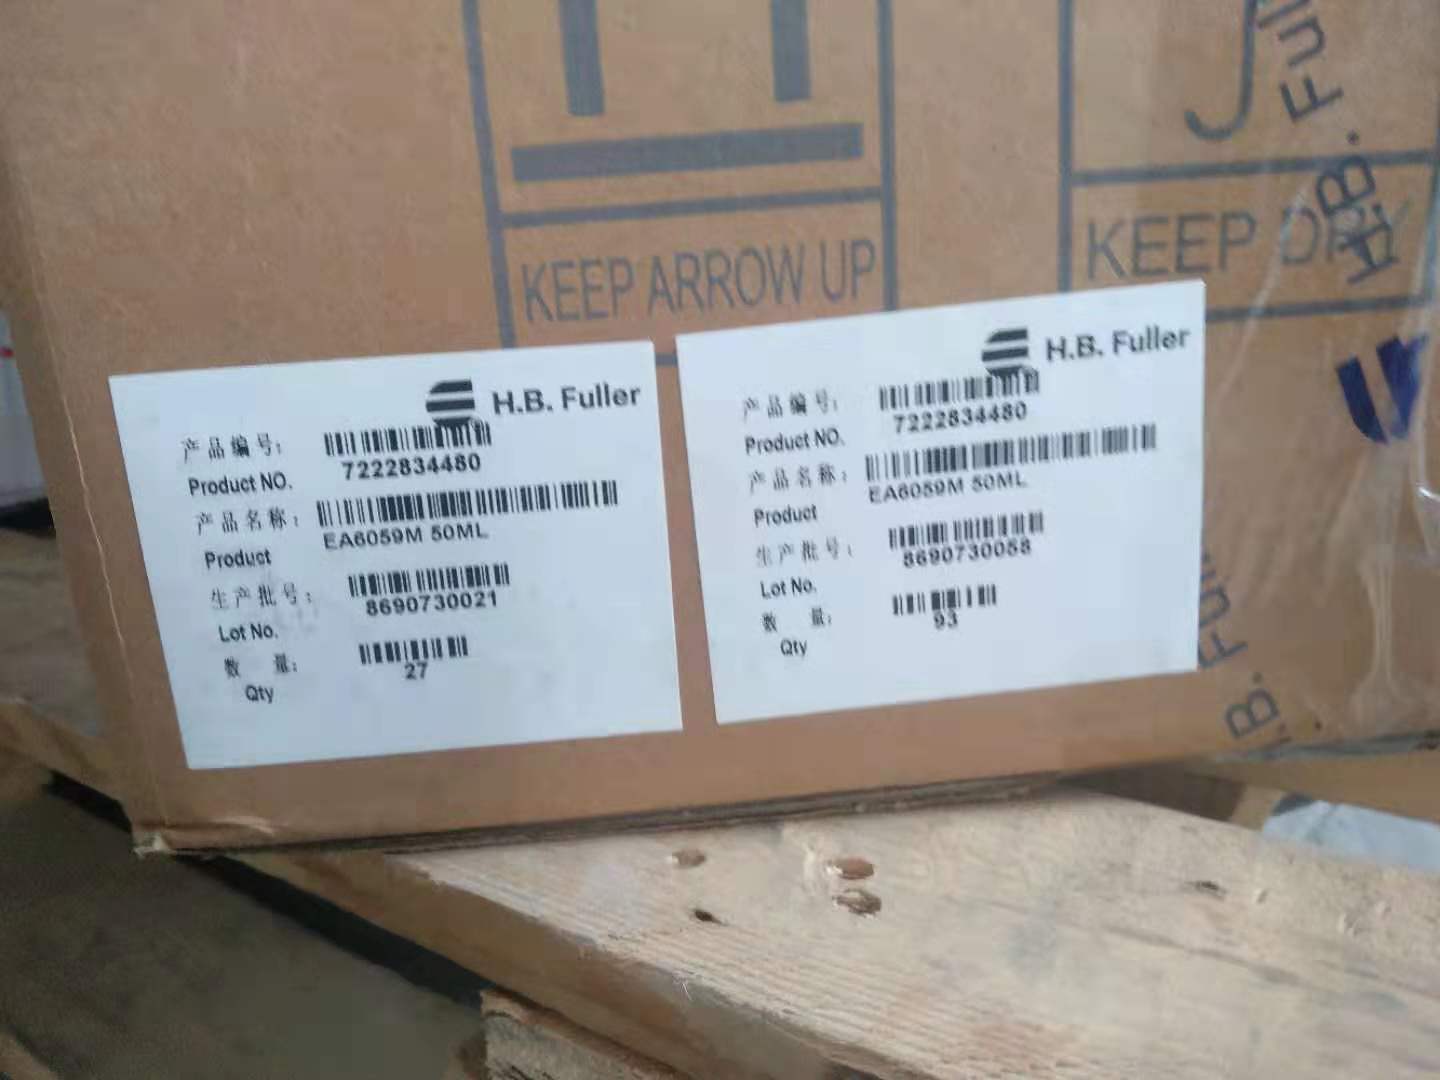 KEEP ARROW UP
KEEP
H.B. Ful
H.B. Fuller
产品编号:
7222834480
Product NO.
产品名称:
EA6059M 50ML
Product
生产批号:
8690730021
Lot No.
数量:
27
Qty
H.B. Fuller
产品编号:
7222834480
Product NO.
产品名称:
EA6059M 50ML
Product
生产批号:
8690730058
Lot No.
数量:
93
Qty
.B. Full